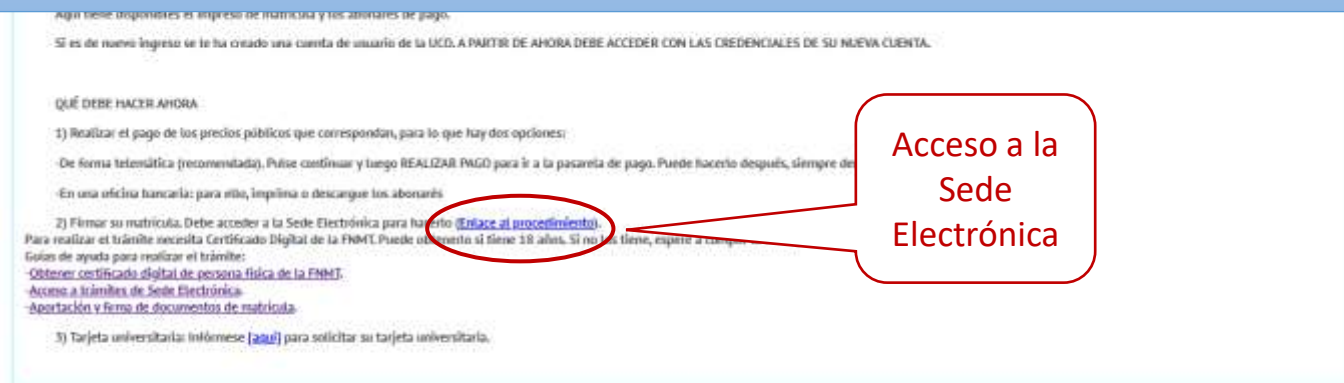 Aquí tiene disponibles el impreso de matrícula y los abonarés de pago.
Si es de nuevo ingreso se le ha creado una cuenta de usuario de la UCO. A PARTIR DE AHORA DEBE ACCEDER CON LAS CREDENCIALES DE SU NUEVA CUENTA.
QUÉ DEBE HACER AHORA
1) Realizar el pago de los precios públicos que correspondan, para lo que hay dos opciones:
-De forma telemática (recomendada). Pulse continuar y luego REALIZAR PAGO para ir a la pasarela de pago. Puede hacerlo después, siempre
-En una oficina bancaria: para ello, imprima o descargue los abonarés
2) Firmar su matrícula. Debe acceder a la Sede Electrónica para hacerlo (Enlace al procedimiento).
Para realizar el trámite necesita Certificado Digital de la FNMT. Puede obtenerlo si tiene 18 años. Si no los tiene, espere a
Guías de ayuda para realizar el trámite:
-Obtener certificado digital de persona física de la FNMT.
-Acceso a trámites de Sede Electrónica.
-Aportación y firma de documentos de matrícula.
3) Tarjeta universitaria: Infórmese [aquí] para solicitar su tarjeta universitaria.
Acceso a la
Sede
Electrónica